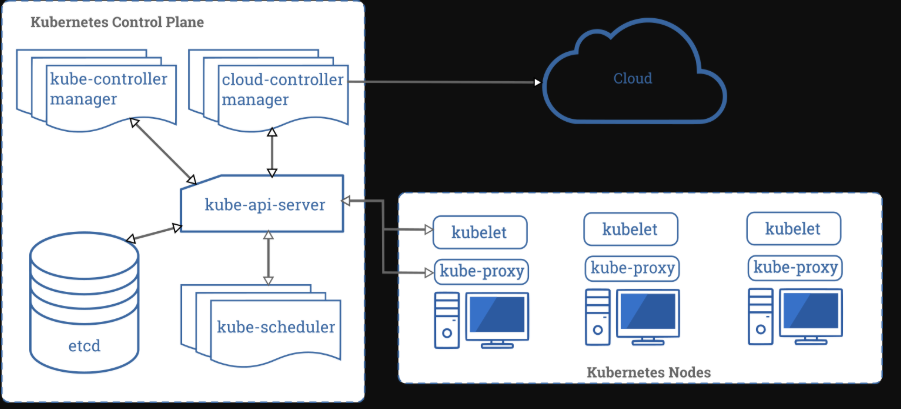 Kubernetes Control Plane
kube-controller
manager
cloud-controller
manager
Cloud
kube-api-server
kubelet
kubelet
kubelet
kube-proxy
kube-proxy
kube-proxy
kube-scheduler
etcd
Kubernetes Nodes